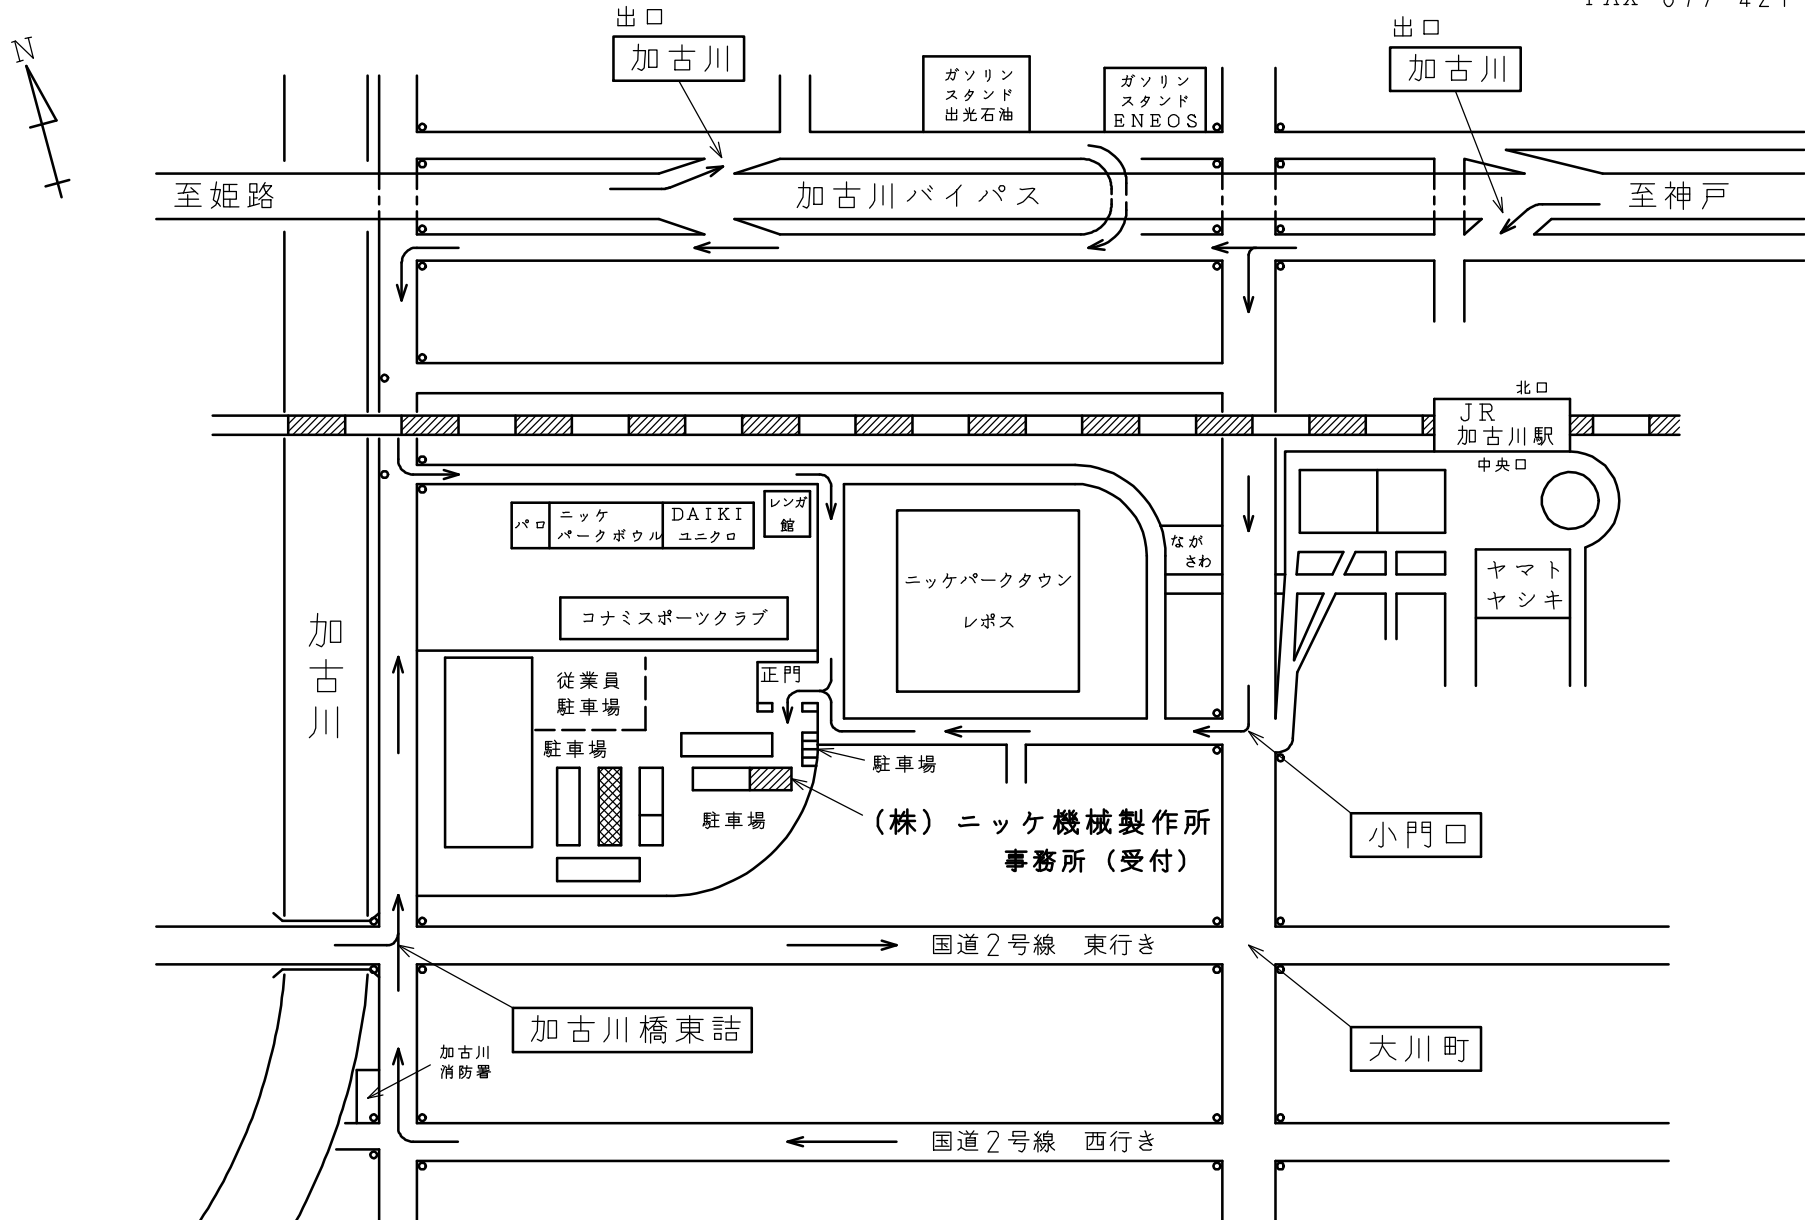 出口
加古川
出口
加古川
N
ガソリン
スタンド
出光石油
ガソリン
スタンド
ENEOS
至姫路
加古川バイパス
至神戸
北口
JR
加古川駅
中央口
パロ
ニッケ
パークボウル
DAIKI
ユニクロ
レンガ
館
ながさわ
ニッケパークタウン
レポス
ヤマト
ヤシキ
コナミスポーツクラブ
加古川
正門
従業員
駐車場
駐車場
駐車場
駐車場
(株) ニッケ機械製作所
事務所 (受付)
小門口
国道2号線 東行き
加古川橋東詰
大川町
加古川
消防署
国道2号線 西行き